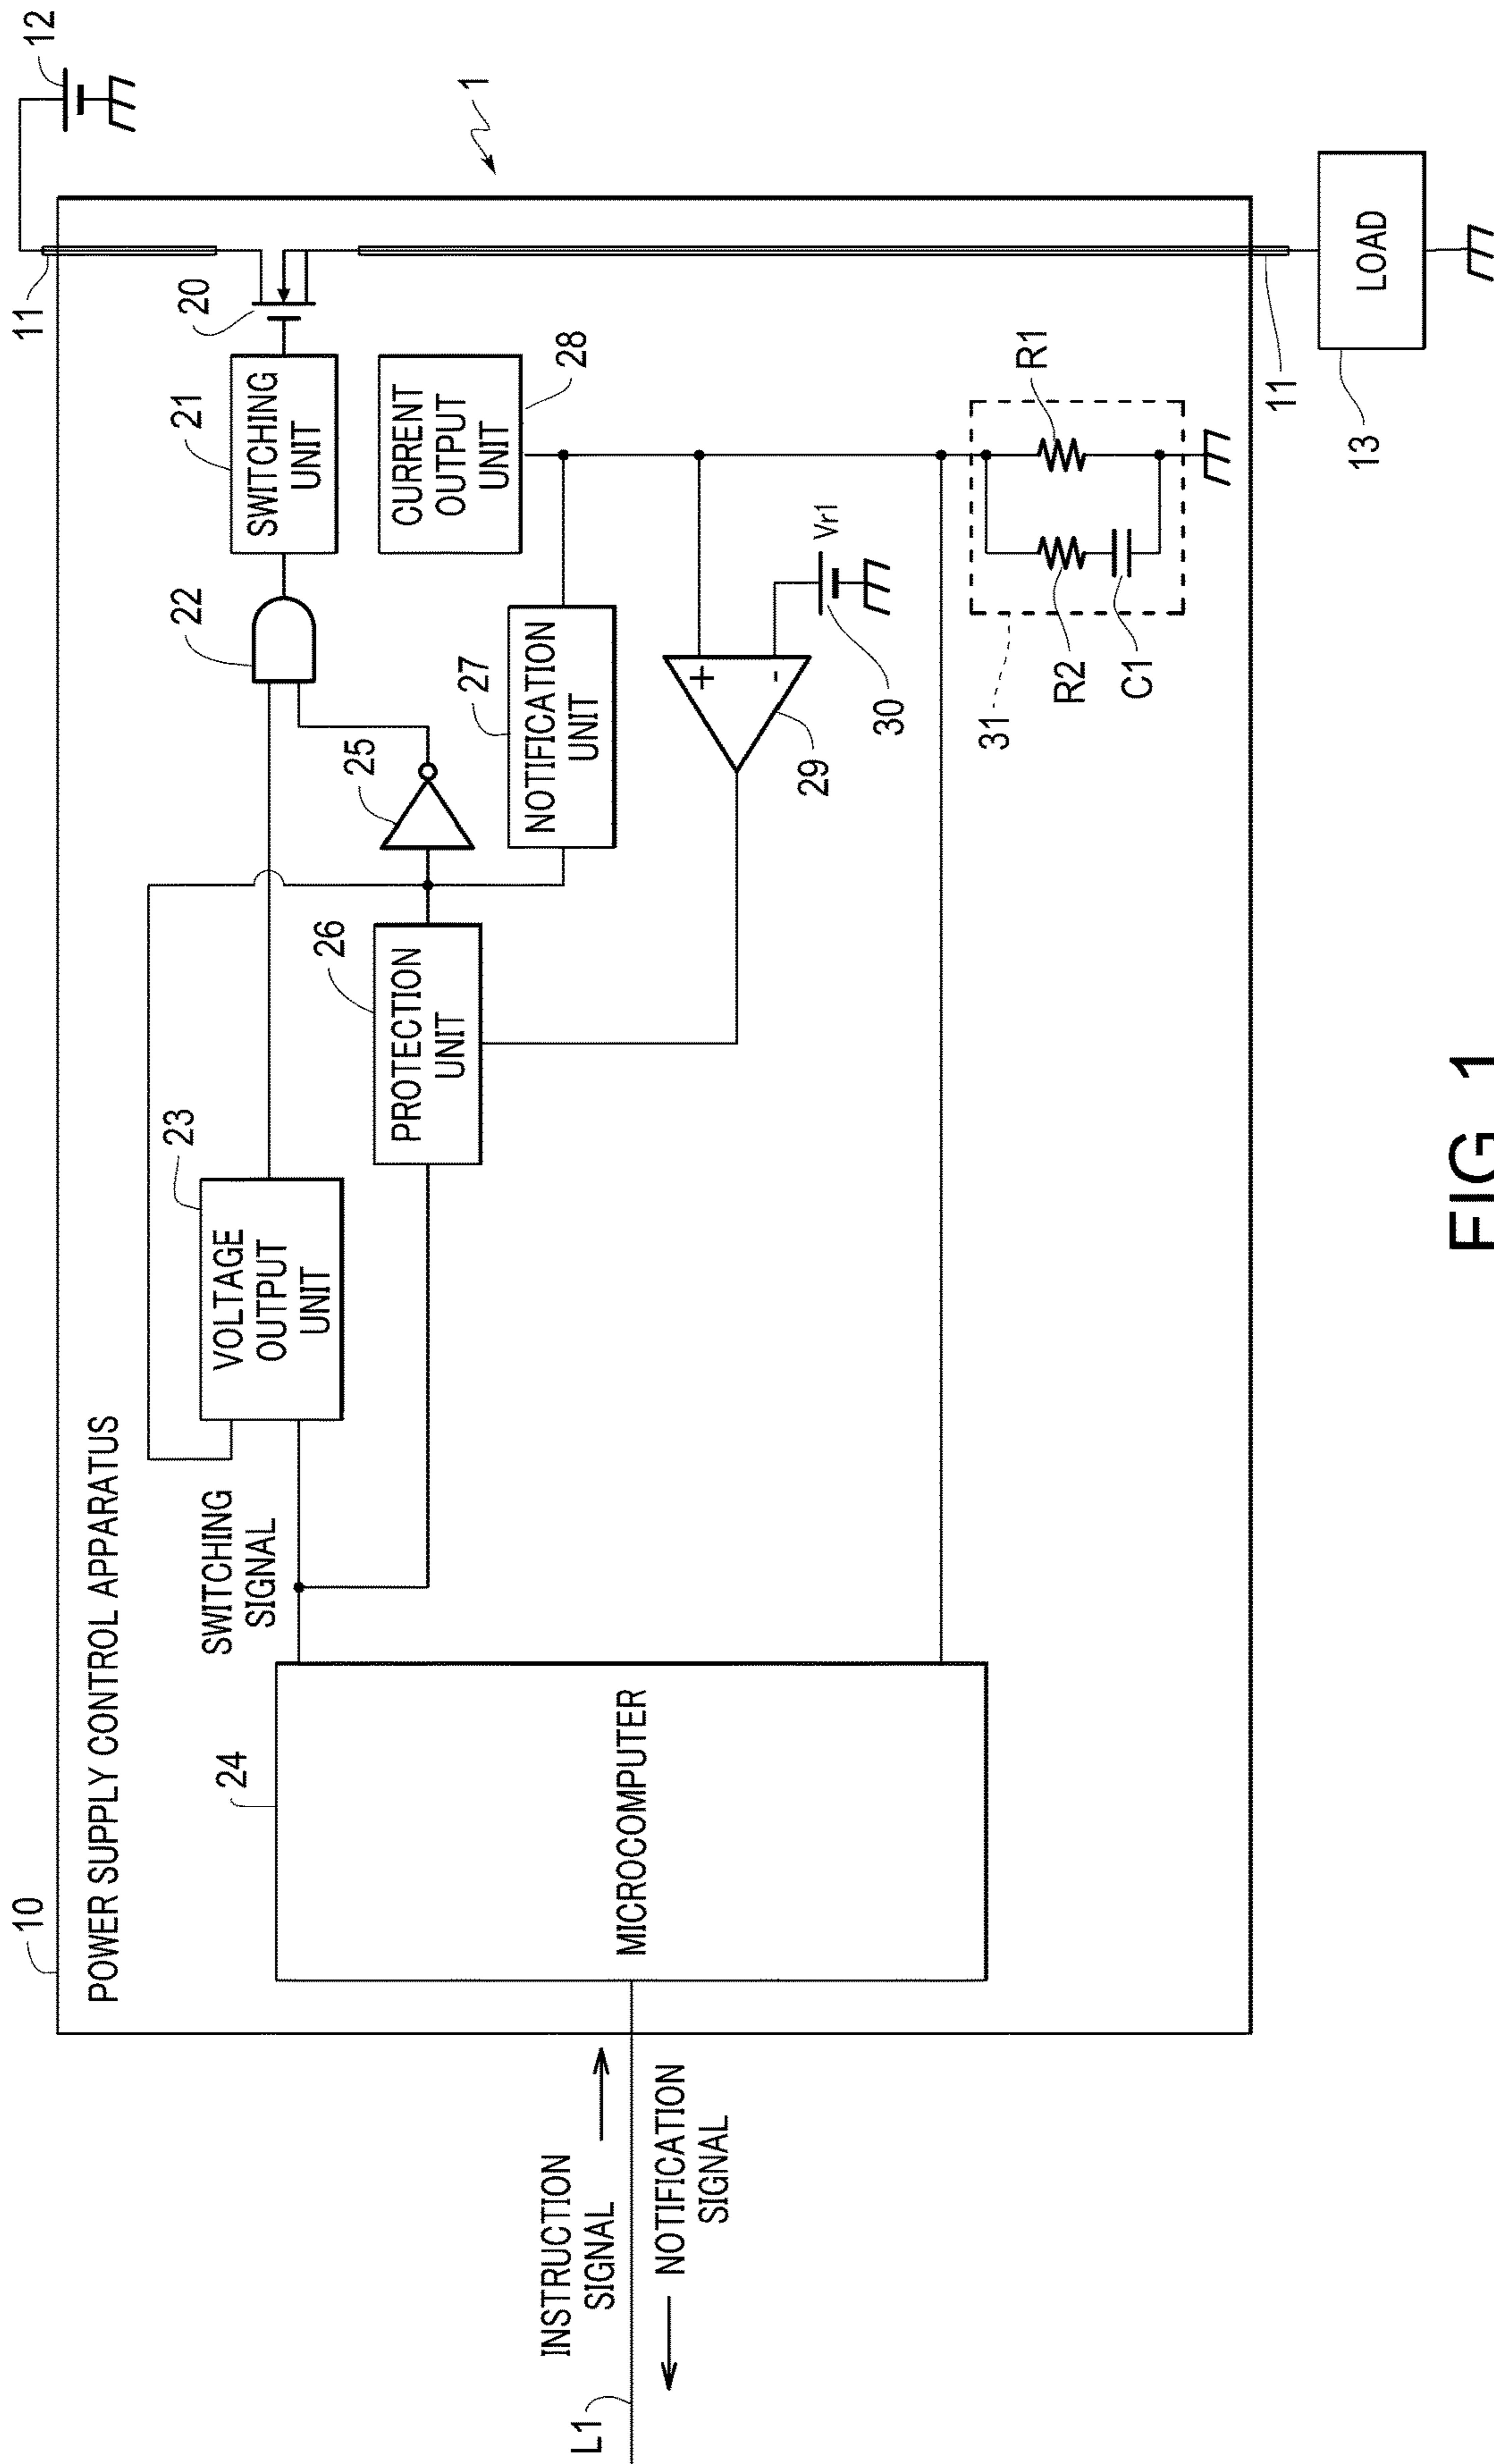 10
POWER SUPPLY CONTROL APPARATUS
11
12
1
20
21
SWITCHING
UNIT
22
23
VOLTAGE
OUTPUT
UNIT
SWITCHING
SIGNAL
24
MICROCOMPUTER
25
26
PROTECTION
UNIT
27
NOTIFICATION
UNIT
28
CURRENT
OUTPUT
UNIT
+
-
29
30
Vr1
31
R1
R2
C1
11
13
LOAD
INSTRUCTION
SIGNAL
NOTIFICATION
SIGNAL
L1
FIG. 1